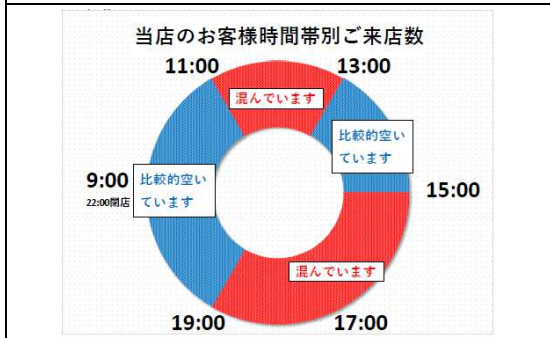 当店のお客様時間帯別ご来店数
11:00
13:00
混んでいます
比較的空い
ています
9:00
22:00閉店
比較的空い
ています
15:00
混んでいます
19:00
17:00